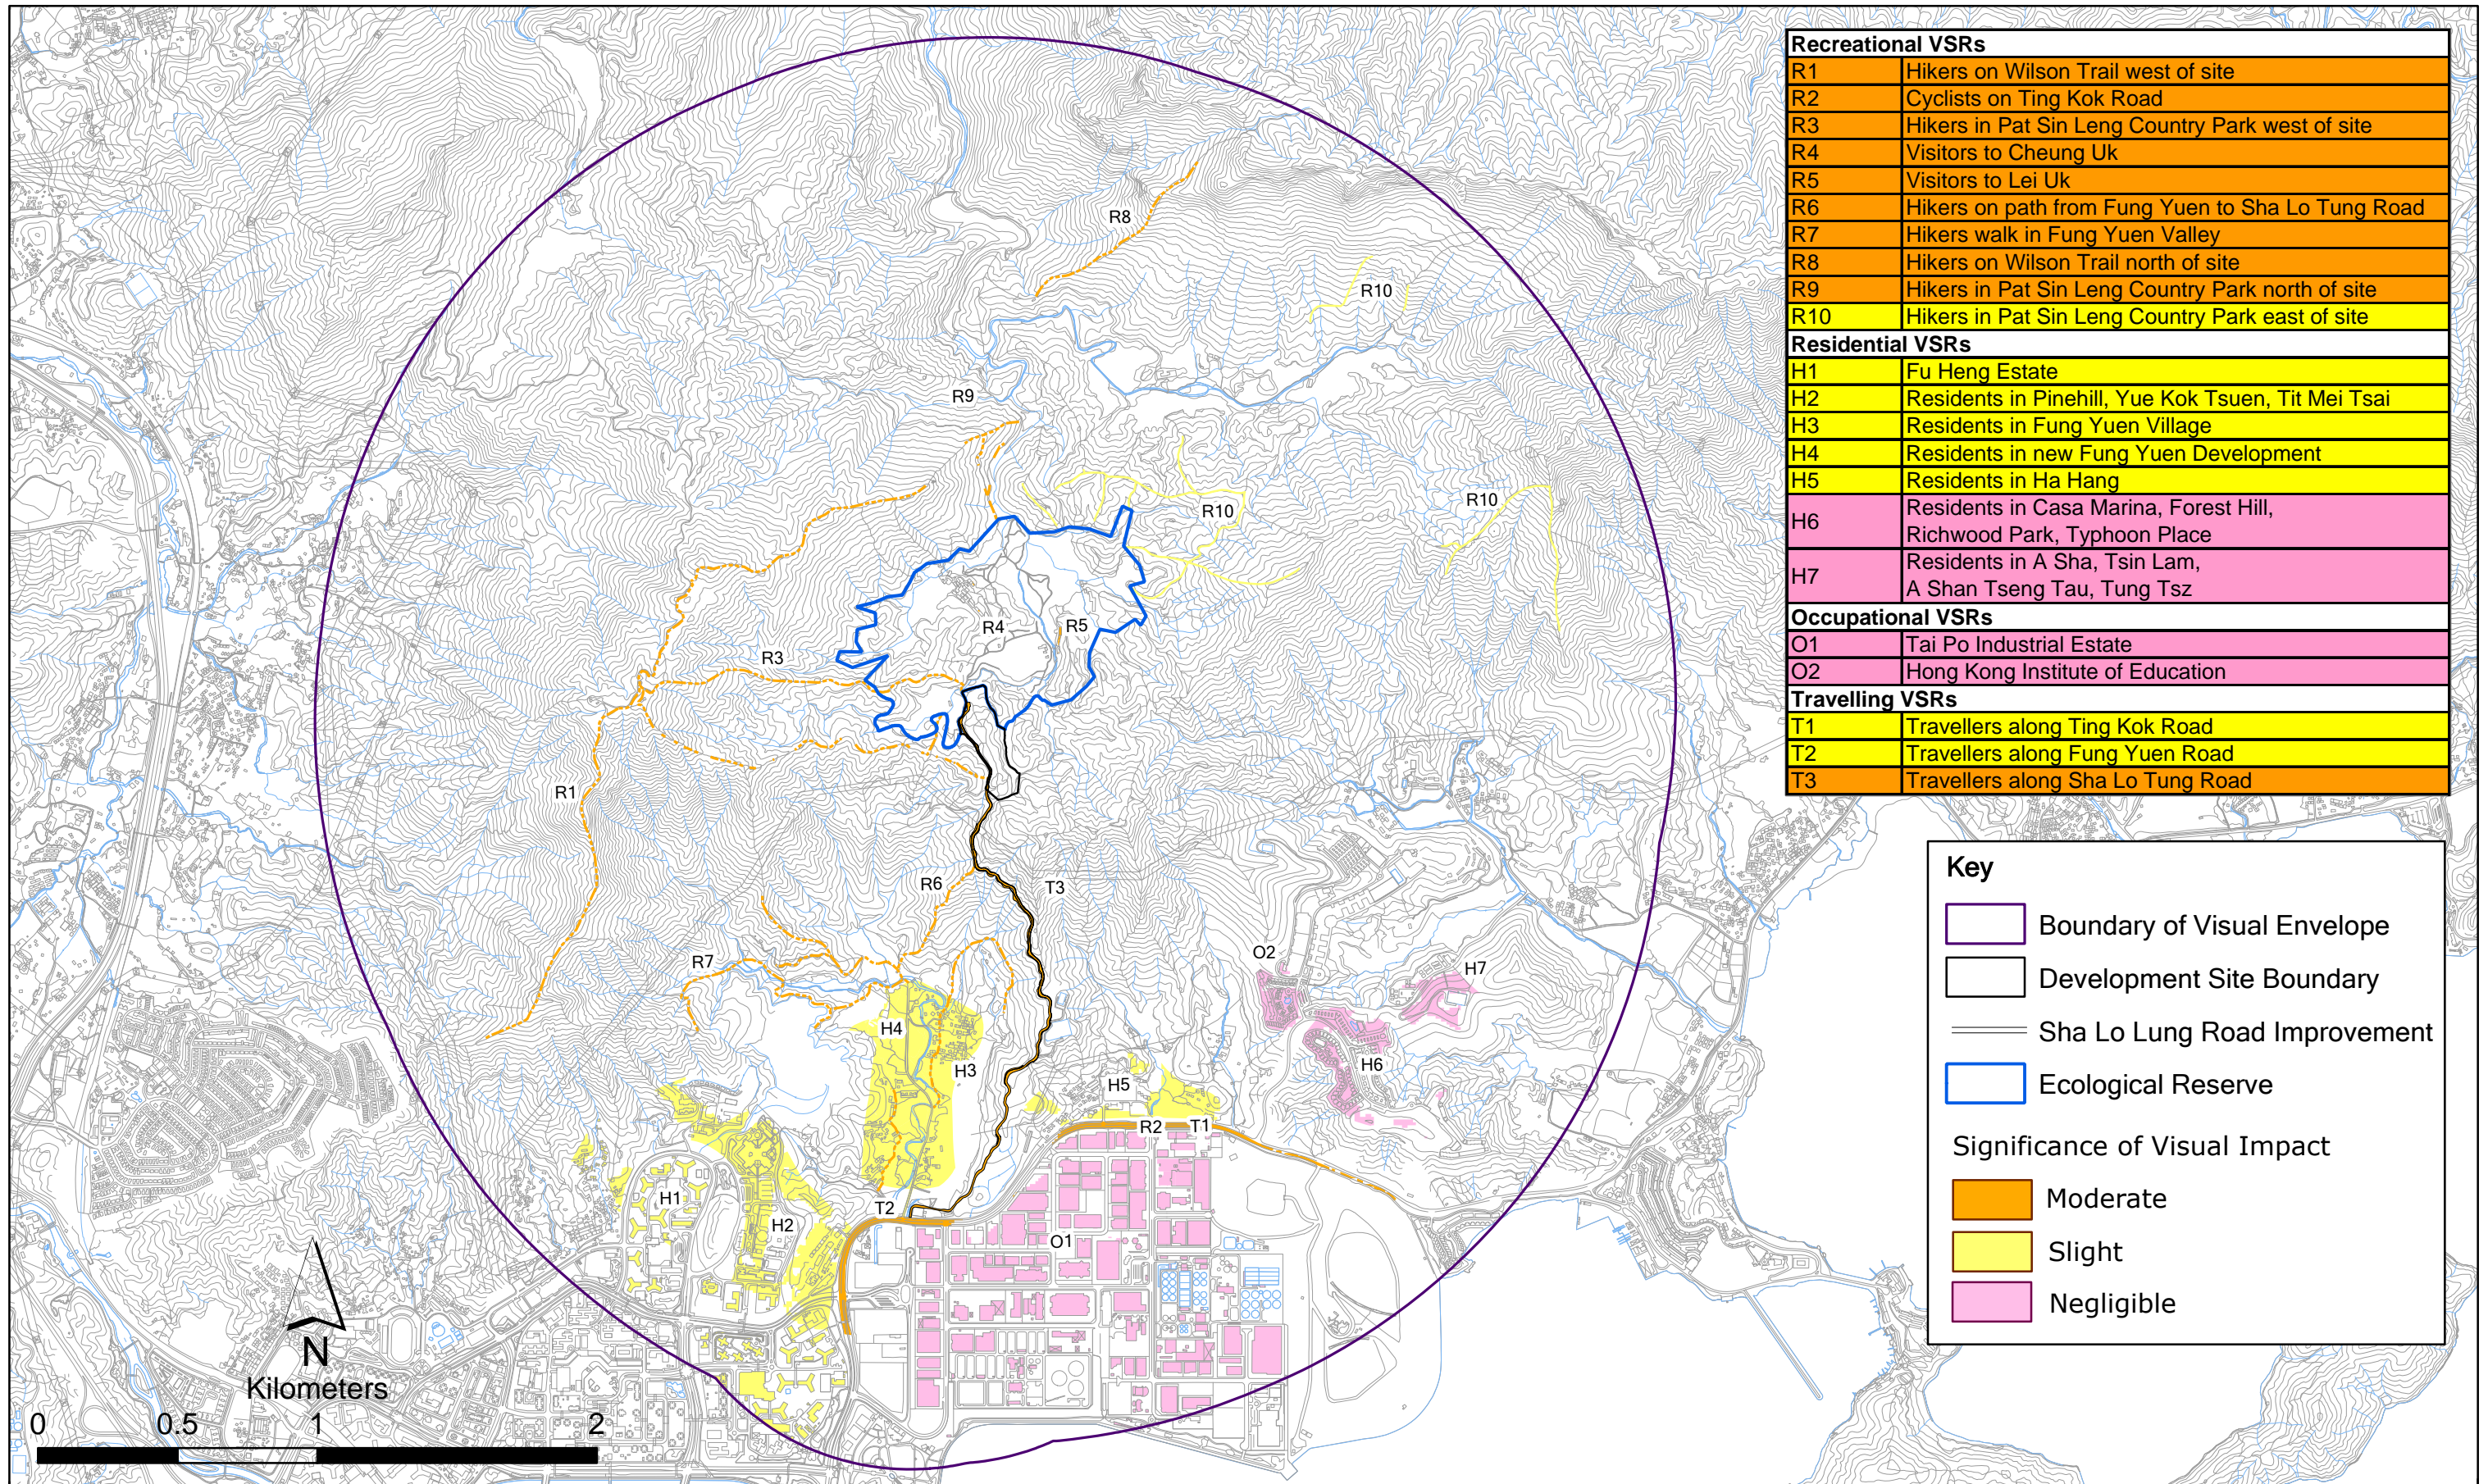 Recreational VSRs
R1 Hikers on Wilson Trail west of site
R2 Cyclists on Ting Kok Road
R3 Hikers in Pat Sin Leng Country Park west of site
R4 Visitors to Cheung Uk
R5 Visitors to Lei Uk
R6 Hikers on path from Fung Yuen to Sha Lo Tung Road
R7 Hikers walk in Fung Yuen Valley
R8 Hikers on Wilson Trail north of site
R9 Hikers in Pat Sin Leng Country Park north of site
R10 Hikers in Pat Sin Leng Country Park east of site
Residential VSRs
H1 Fu Heng Estate
H2 Residents in Pinehill, Yue Kok Tsuen, Tit Mei Tsai
H3 Residents in Fung Yuen Village
H4 Residents in new Fung Yuen Development
H5 Residents in Ha Hang
H6 Residents in Casa Marina, Forest Hill,
Richwood Park, Typhoon Place
H7 Residents in A Sha, Tsin Lam,
A Shan Tseng Tau, Tung Tsz
Occupational VSRs
O1 Tai Po Industrial Estate
O2 Hong Kong Institute of Education
Travelling VSRs
T1 Travellers along Ting Kok Road
T2 Travellers along Fung Yuen Road
T3 Travellers along Sha Lo Tung Road
R8
R10
R9
R10
R10
R4
R5
R3
R1
R6
T3
R7
O2
H7
H4
H3
H5
H6
R2
T1
H1
H2
T2
O1
Key
Boundary of Visual Envelope
Development Site Boundary
Sha Lo Lung Road Improvement
Ecological Reserve
Significance of Visual Impact
Moderate
Slight
Negligible
N
Kilometers
0 0.5 1 2